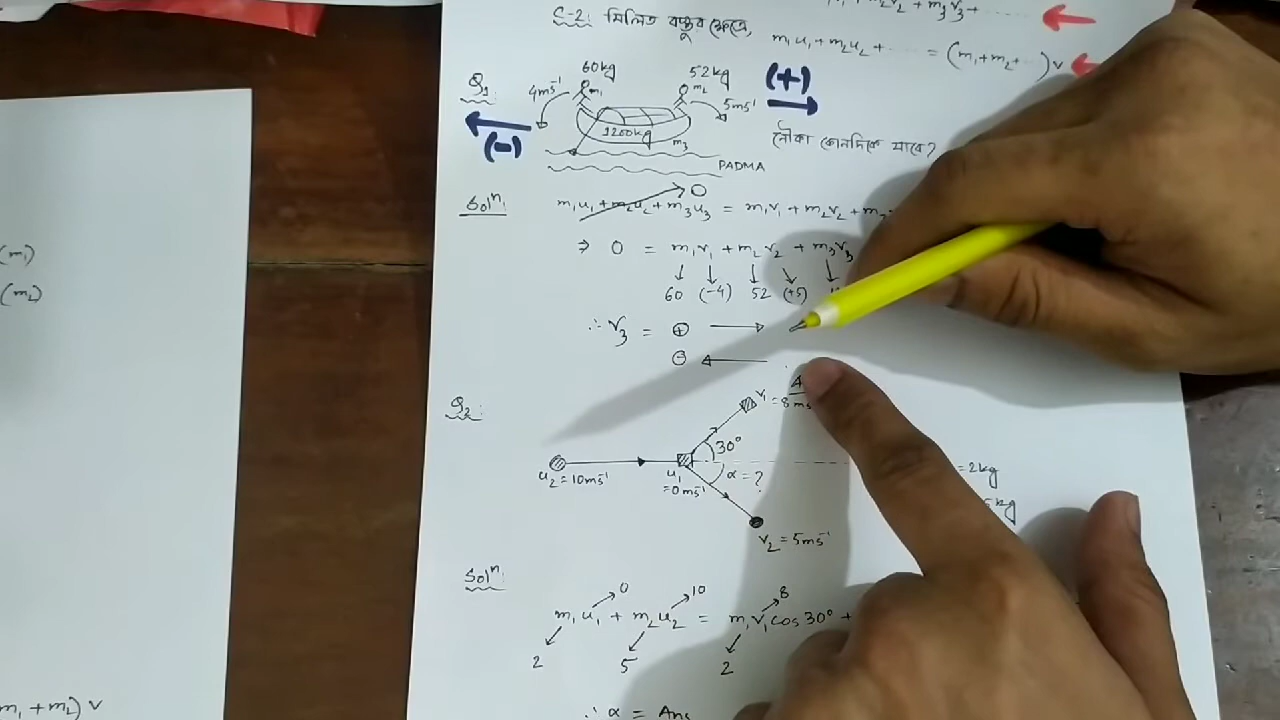 m₂v₂ + m₃v₃ + ......
C-2: মিলিত বস্তুর ক্ষেত্রে, m₁u₁ + m₂u₂ + ...... = (m₁+m₂+...)v
Q₁
60kg
m₁
4ms⁻¹
52kg
m₂
5ms⁻¹
(+)
(-)
1200kg
m₃
PADMA
নৌকা কোনদিকে যাবে?
Solⁿ:
m₁u₁ + m₂u₂ + m₃u₃ = m₁v₁ + m₂v₂ + m₃
0
⇒ 0 = m₁v₁ + m₂v₂ + m₃v₃
60 (-4) 52 (+5)
∴ v₃ = ⊕ →
⊖ ←
Q₂
v₁ = 8ms
30°
u₂ = 10ms⁻¹
u₁ = 0ms⁻¹
α = ?
v₂ = 5ms⁻¹
= 2kg
5kg
Solⁿ:
0 10 8
m₁u₁ + m₂u₂ = m₁v₁cos30° +
2 5 2
∴ α = Ans
(m₁)
(m₂)
m₁ + m₂) v